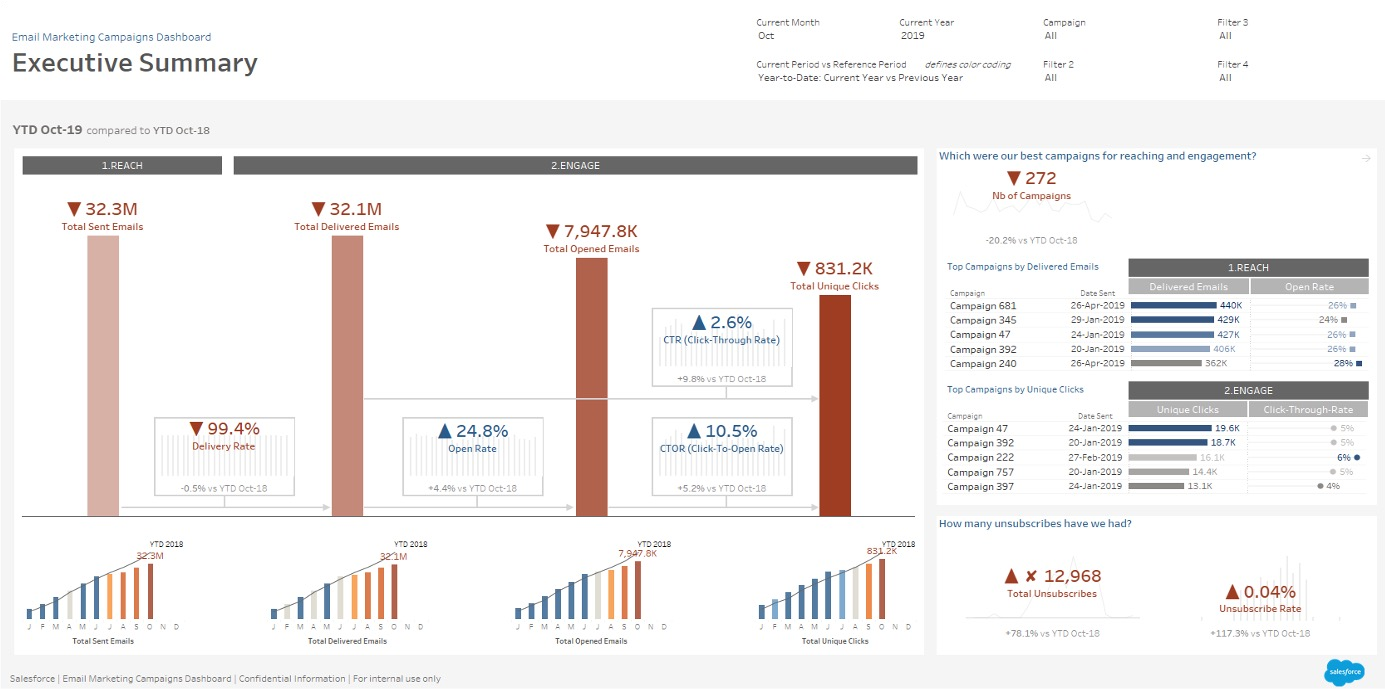 Email Marketing Campaigns Dashboard
Executive Summary
Current Month
Oct
Current Year
2019
Campaign
All
Filter 3
All
Current Period vs Reference Period defines color coding
Year-to-Date: Current Year vs Previous Year
Filter 2
All
Filter 4
All
YTD Oct-19 compared to YTD Oct-18
1.REACH
2.ENGAGE
▼ 32.3M
Total Sent Emails
▼ 32.1M
Total Delivered Emails
▼ 7,947.8K
Total Opened Emails
▼ 831.2K
Total Unique Clicks
▲ 2.6%
CTR (Click-Through Rate)
+9.8% vs YTD Oct-18
▼ 99.4%
Delivery Rate
-0.5% vs YTD Oct-18
▲ 24.8%
Open Rate
+4.4% vs YTD Oct-18
▲ 10.5%
CTOR (Click-To-Open Rate)
+5.2% vs YTD Oct-18
YTD 2018
32.3M
J F M A M J J A S O N D
Total Sent Emails
YTD 2018
32.1M
J F M A M J J A S O N D
Total Delivered Emails
YTD 2018
7,947.8K
J F M A M J J A S O N D
Total Opened Emails
YTD 2018
831.2K
J F M A M J J A S O N D
Total Unique Clicks
Which were our best campaigns for reaching and engagement? →
▼ 272
Nb of Campaigns
-20.2% vs YTD Oct-18
Top Campaigns by Delivered Emails
1.REACH
Campaign Date Sent Delivered Emails Open Rate
Campaign 681 26-Apr-2019 440K 26%
Campaign 345 29-Jan-2019 429K 24%
Campaign 47 24-Jan-2019 427K 26%
Campaign 392 20-Jan-2019 406K 26%
Campaign 240 26-Apr-2019 362K 28%
Top Campaigns by Unique Clicks
2.ENGAGE
Campaign Date Sent Unique Clicks Click-Through-Rate
Campaign 47 24-Jan-2019 19.6K 5%
Campaign 392 20-Jan-2019 18.7K 5%
Campaign 222 27-Feb-2019 16.1K 6%
Campaign 757 20-Jan-2019 14.4K 5%
Campaign 397 24-Jan-2019 13.1K 4%
How many unsubscribes have we had?
▲ ✘ 12,968
Total Unsubscribes
+78.1% vs YTD Oct-18
▲ 0.04%
Unsubscribe Rate
+117.3% vs YTD Oct-18
Salesforce | Email Marketing Campaigns Dashboard | Confidential Information | For internal use only
salesforce